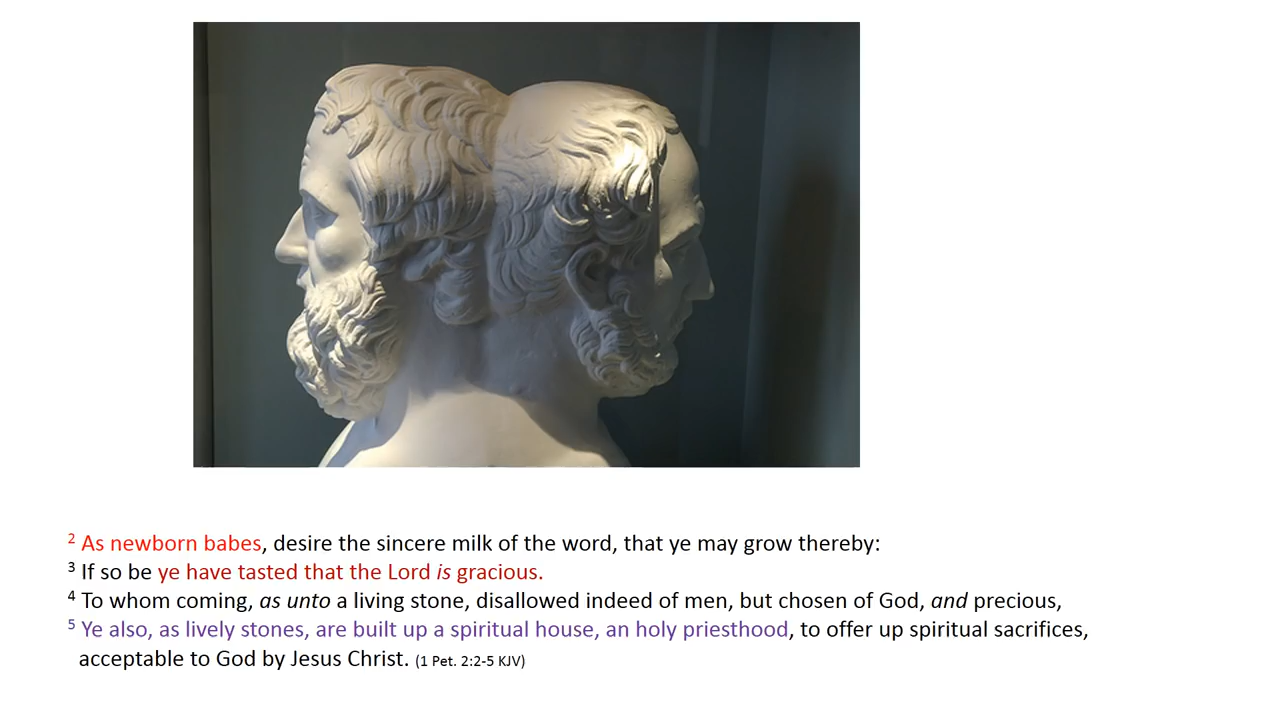 2 As newborn babes, desire the sincere milk of the word, that ye may grow thereby:
3 If so be ye have tasted that the Lord is gracious.
4 To whom coming, as unto a living stone, disallowed indeed of men, but chosen of God, and precious,
5 Ye also, as lively stones, are built up a spiritual house, an holy priesthood, to offer up spiritual sacrifices,
acceptable to God by Jesus Christ. (1 Pet. 2:2-5 KJV)